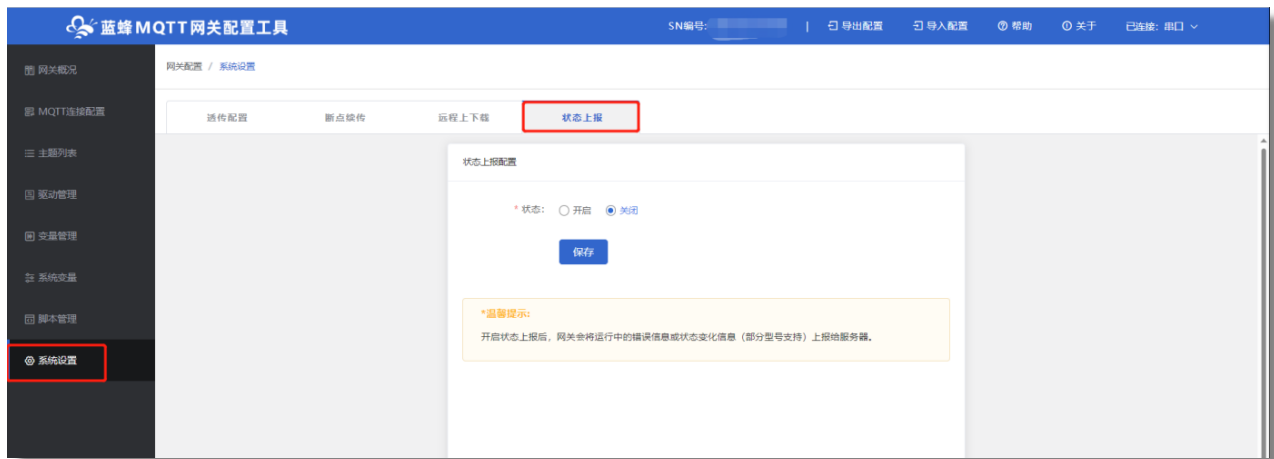 蓝蜂MQTT网关配置工具
SN编号:
|
导出配置
导入配置
帮助
关于
已连接: 串口
网关概况
MQTT连接配置
主题列表
驱动管理
变量管理
系统变量
脚本管理
系统设置
网关配置 / 系统设置
透传配置
断点续传
远程上下载
状态上报
状态上报配置
* 状态: 开启 关闭
保存
*温馨提示:
开启状态上报后，网关会将运行中的错误信息或状态变化信息（部分型号支持）上报给服务器。